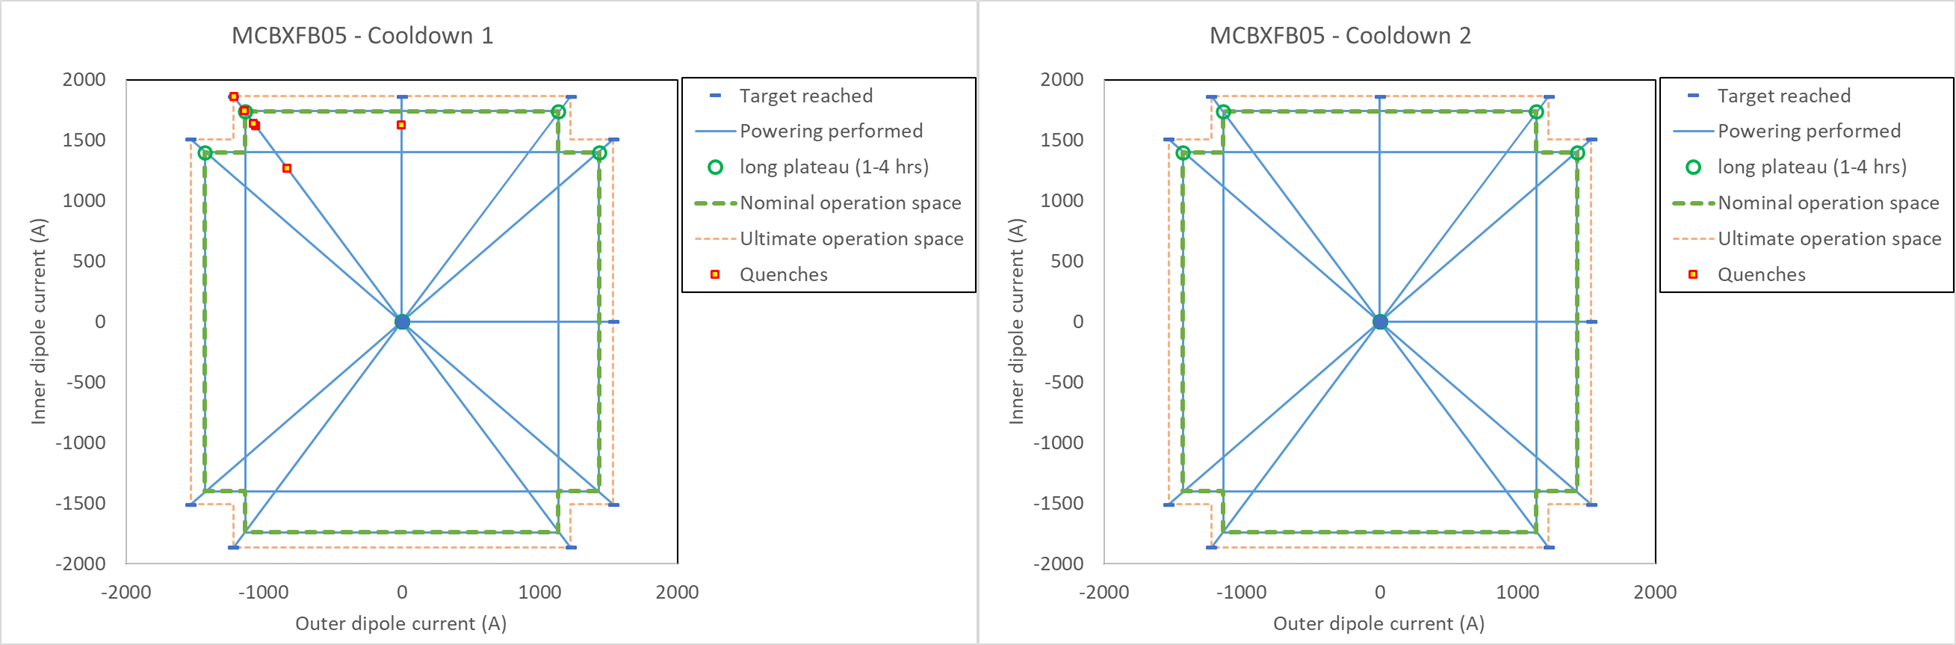 MCBXFB05 - Cooldown 1
2000
1500
1000
500
0
-500
-1000
-1500
-2000
-2000
-1000
0
1000
2000
Inner dipole current (A)
Outer dipole current (A)
Target reached
Powering performed
long plateau (1-4 hrs)
Nominal operation space
Ultimate operation space
Quenches
MCBXFB05 - Cooldown 2
2000
1500
1000
500
0
-500
-1000
-1500
-2000
-2000
-1000
0
1000
2000
Inner dipole current (A)
Outer dipole current (A)
Target reached
Powering performed
long plateau (1-4 hrs)
Nominal operation space
Ultimate operation space
Quenches